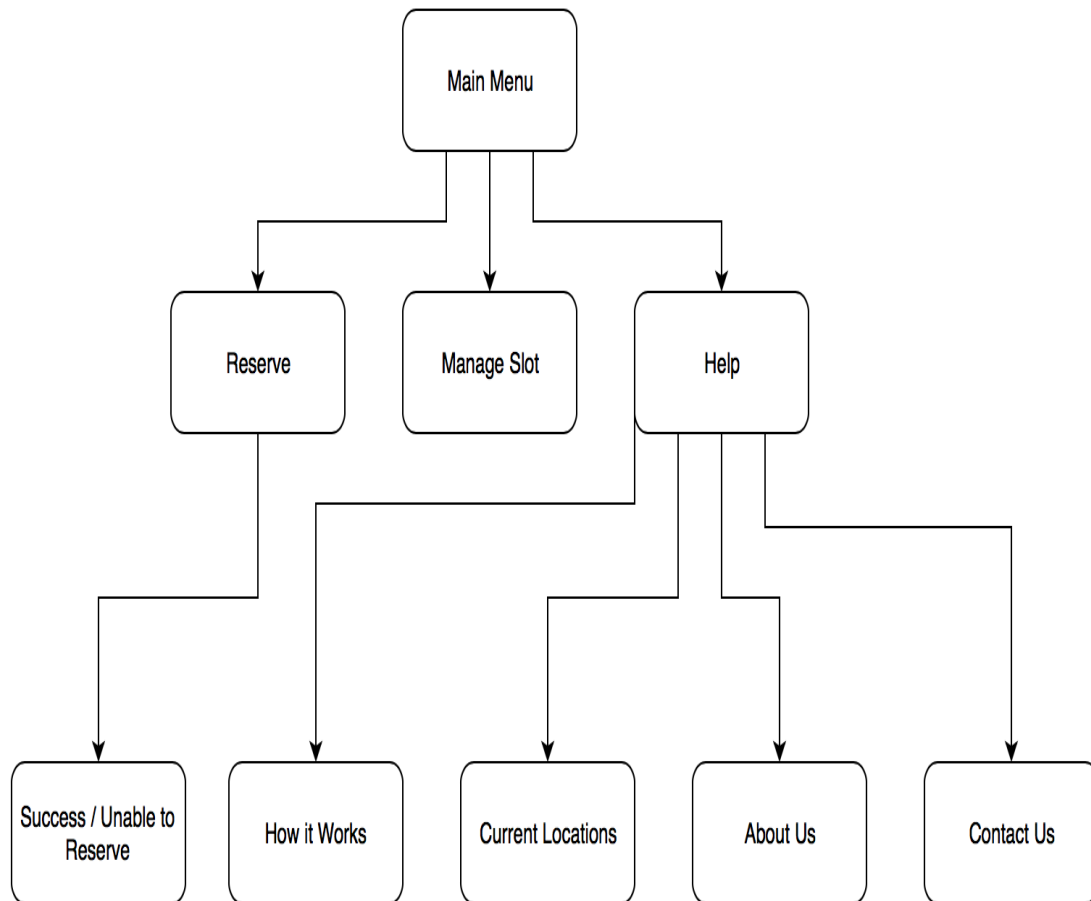 Main Menu
Reserve
Manage Slot
Help
Success / Unable to
Reserve
How it Works
Current Locations
About Us
Contact Us